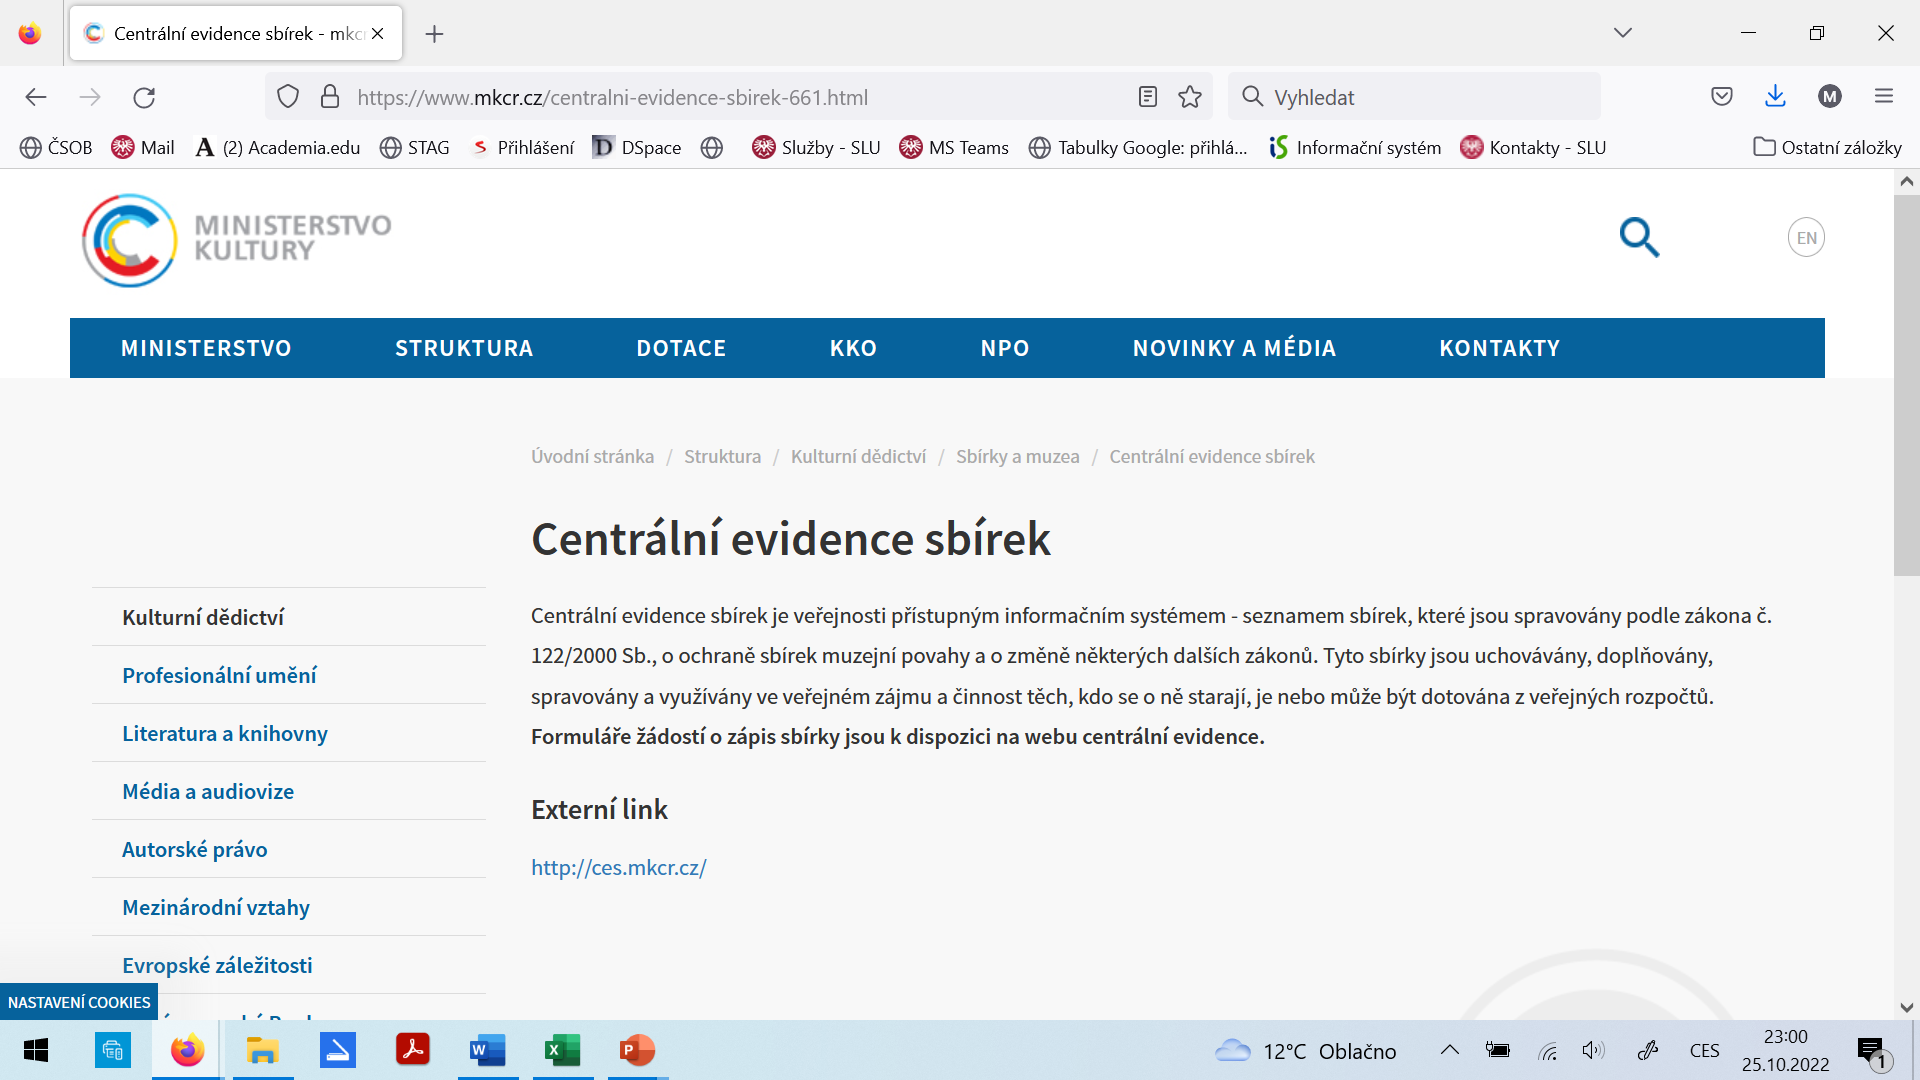 Centrální evidence sbírek - mkc
https://www.mkcr.cz/centralni-evidence-sbirek-661.html
Vyhledat
M
ČSOB Mail (2) Academia.edu STAG Přihlášení DSpace Služby - SLU MS Teams Tabulky Google: přihlá... Informační systém Kontakty - SLU Ostatní záložky
MINISTERSTVO
KULTURY
EN
MINISTERSTVO STRUKTURA DOTACE KKO NPO NOVINKY A MÉDIA KONTAKTY
Úvodní stránka / Struktura / Kulturní dědictví / Sbírky a muzea / Centrální evidence sbírek
Centrální evidence sbírek
Centrální evidence sbírek je veřejnosti přístupným informačním systémem - seznamem sbírek, které jsou spravovány podle zákona č.
122/2000 Sb., o ochraně sbírek muzejní povahy a o změně některých dalších zákonů. Tyto sbírky jsou uchovávány, doplňovány,
spravovány a využívány ve veřejném zájmu a činnost těch, kdo se o ně starají, je nebo může být dotována z veřejných rozpočtů.
Formuláře žádostí o zápis sbírky jsou k dispozici na webu centrální evidence.
Externí link
http://ces.mkcr.cz/
Kulturní dědictví
Profesionální umění
Literatura a knihovny
Média a audiovize
Autorské právo
Mezinárodní vztahy
Evropské záležitosti
NASTAVENÍ COOKIES
12°C Oblačno
CES
23:00
25.10.2022
1